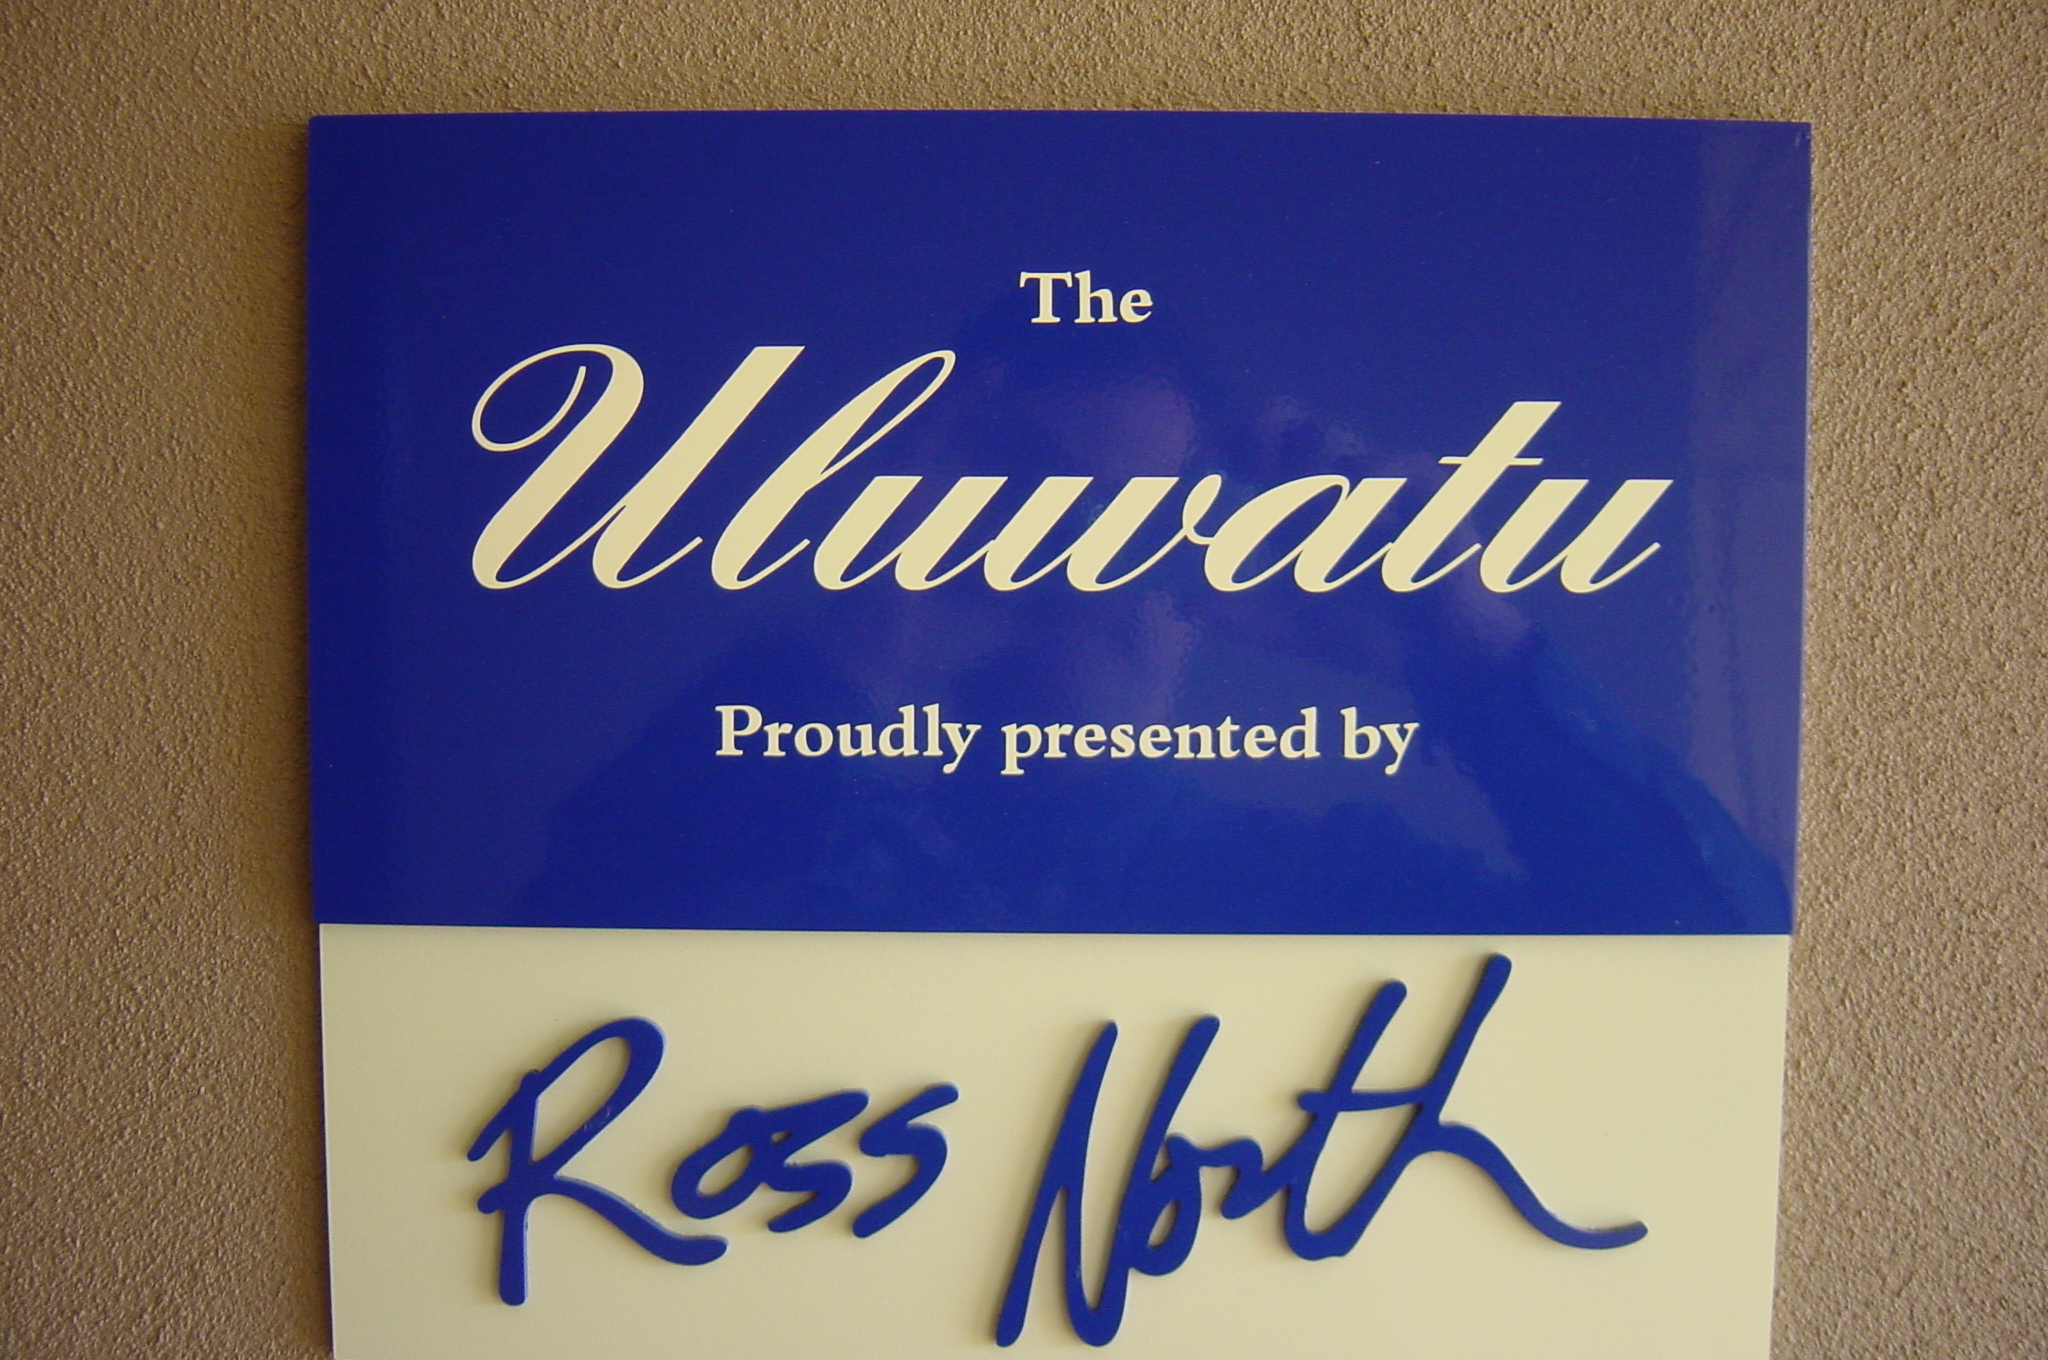 The
Uluwatu
Proudly presented by
Ross North